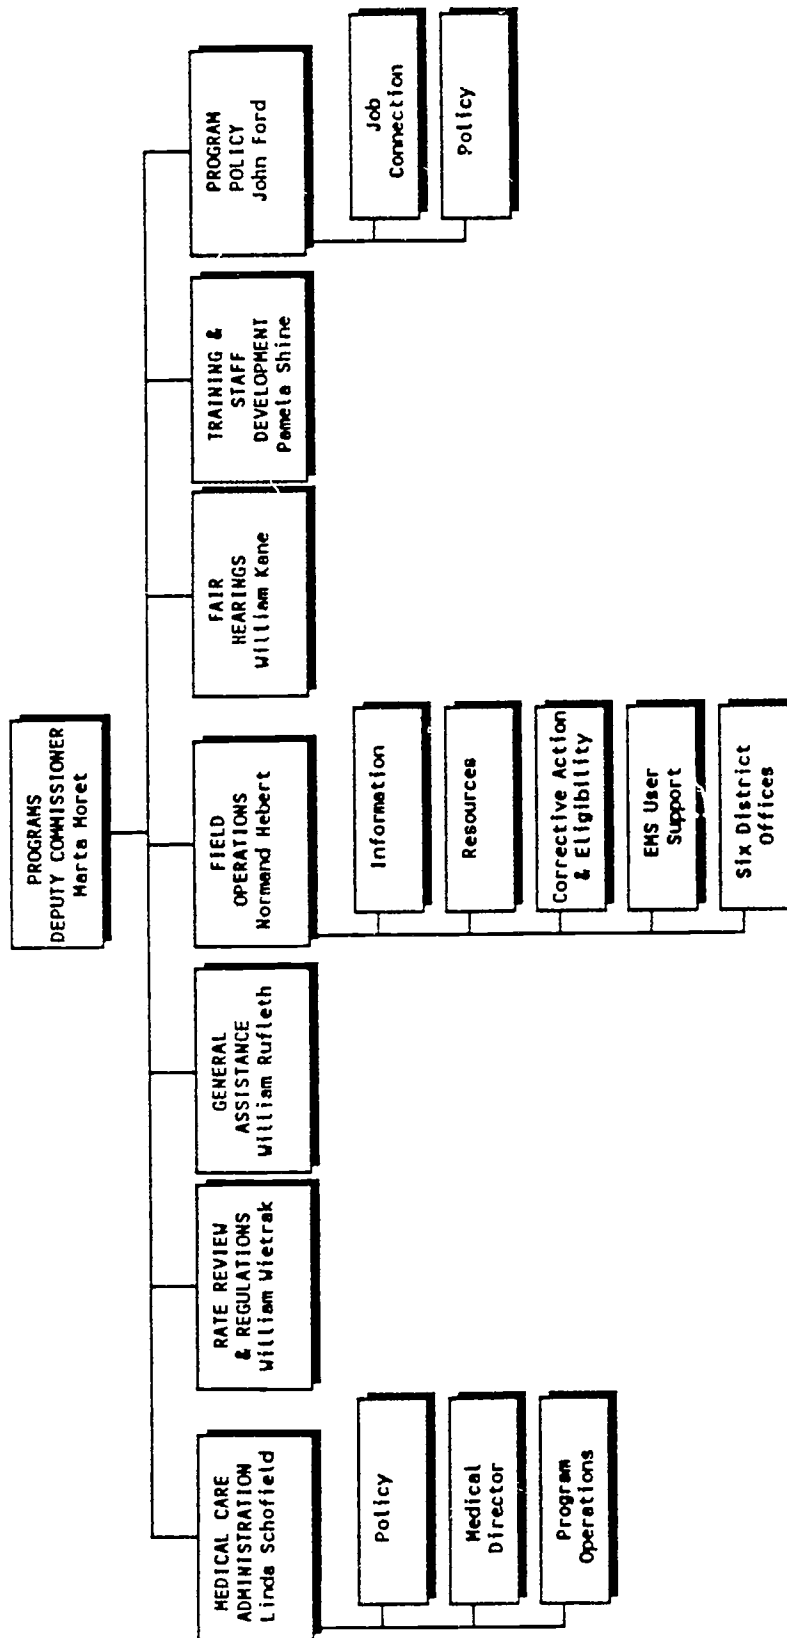 PROGRAMS
DEPUTY COMMISSIONER
Marta Moret
MEDICAL CARE
ADMINISTRATION
Linda Schofield
Policy
Medical
Director
Program
Operations
RATE REVIEW
& REGULATIONS
William Wietrak
GENERAL
ASSISTANCE
William Rufleth
FIELD
OPERATIONS
Normand Hebert
Information
Resources
Corrective Action
& Eligibility
EMS User
Support
Six District
Offices
FAIR
HEARINGS
William Kane
TRAINING &
STAFF
DEVELOPMENT
Pamela Shine
PROGRAM
POLICY
John Ford
Job
Connection
Policy